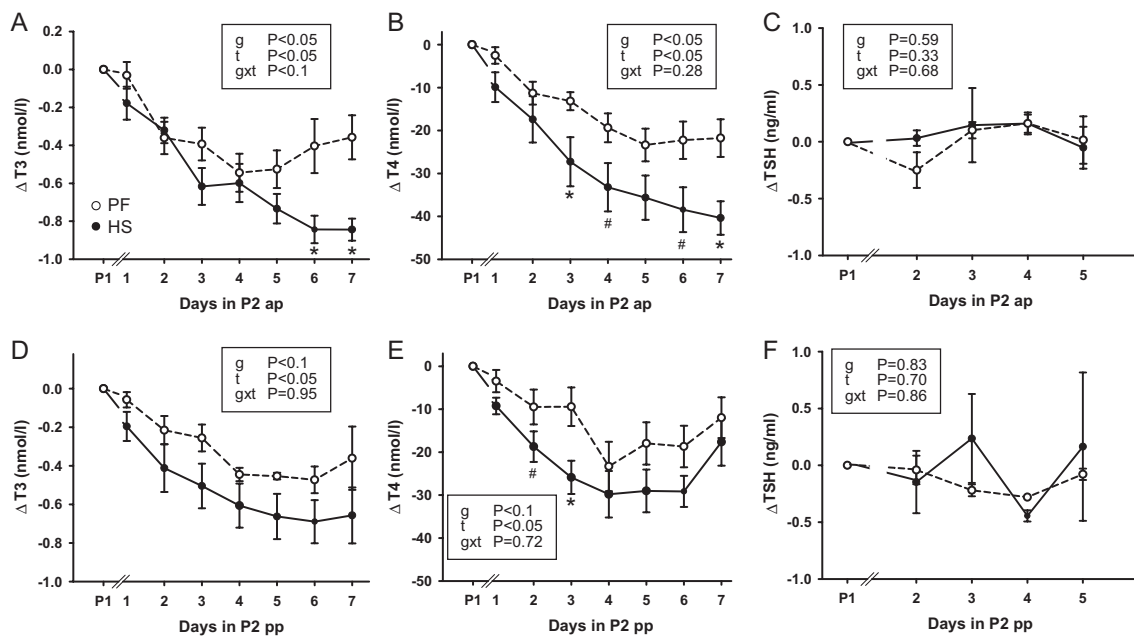 A
g P<0.05
t P<0.05
gxt P<0.1
0.2
0.0
-0.2
-0.4
-0.6
-0.8
-1.0
Δ T3 (nmol/l)
PF
HS
* *
P1 1 2 3 4 5 6 7
Days in P2 ap
B
g P<0.05
t P<0.05
gxt P=0.28
0
-10
-20
-30
-40
-50
Δ T4 (nmol/l)
* # # *
P1 1 2 3 4 5 6 7
Days in P2 ap
C
g P=0.59
t P=0.33
gxt P=0.68
1.0
0.5
0.0
-0.5
-1.0
ΔTSH (ng/ml)
P1 2 3 4 5
Days in P2 ap
D
g P<0.1
t P<0.05
gxt P=0.95
0.0
-0.2
-0.4
-0.6
-0.8
-1.0
Δ T3 (nmol/l)
P1 1 2 3 4 5 6 7
Days in P2 pp
E
0
-10
-20
-30
-40
-50
Δ T4 (nmol/l)
# *
g P<0.1
t P<0.05
gxt P=0.72
P1 1 2 3 4 5 6 7
Days in P2 pp
F
g P=0.83
t P=0.70
gxt P=0.86
1.0
0.5
0.0
-0.5
-1.0
ΔTSH (ng/ml)
P1 2 3 4 5
Days in P2 pp